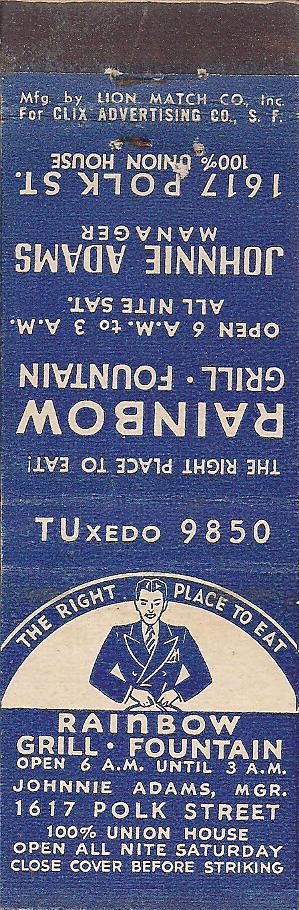 Mfg. by LION MATCH CO., Inc.
For CLIX ADVERTISING CO., S. F.
THE RIGHT PLACE TO EAT!
RAINBOW
GRILL · FOUNTAIN
OPEN 6 A.M. to 3 A.M.
ALL NITE SAT.
JOHNNIE ADAMS
MANAGER
1617 POLK ST.
100% UNION HOUSE
TUXEDO 9850
THE RIGHT PLACE TO EAT
RAINBOW
GRILL · FOUNTAIN
OPEN 6 A.M. UNTIL 3 A.M.
JOHNNIE ADAMS, MGR.
1617 POLK STREET
100% UNION HOUSE
OPEN ALL NITE SATURDAY
CLOSE COVER BEFORE STRIKING